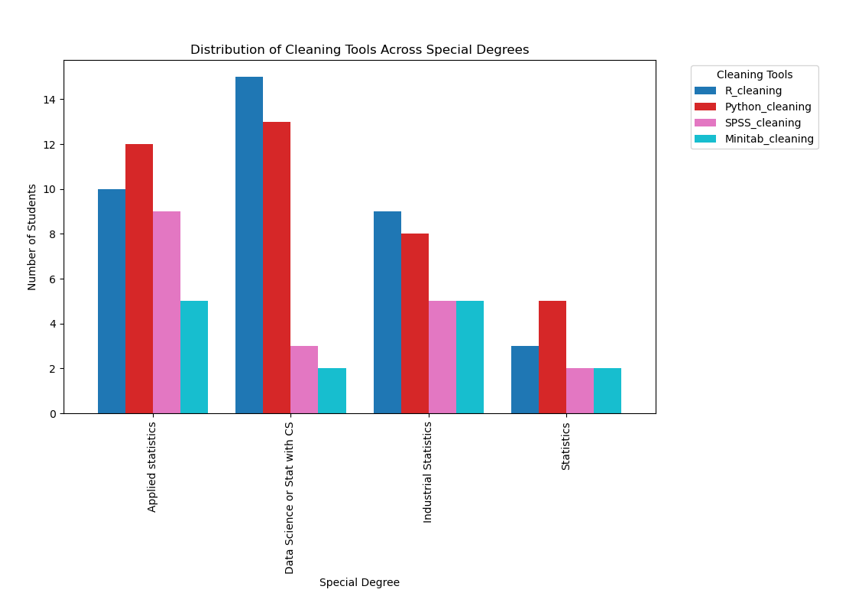 Distribution of Cleaning Tools Across Special Degrees
Cleaning Tools
R_cleaning
Python_cleaning
SPSS_cleaning
Minitab_cleaning
Number of Students
14
12
10
8
6
4
2
0
Applied statistics
Data Science or Stat with CS
Industrial Statistics
Statistics
Special Degree